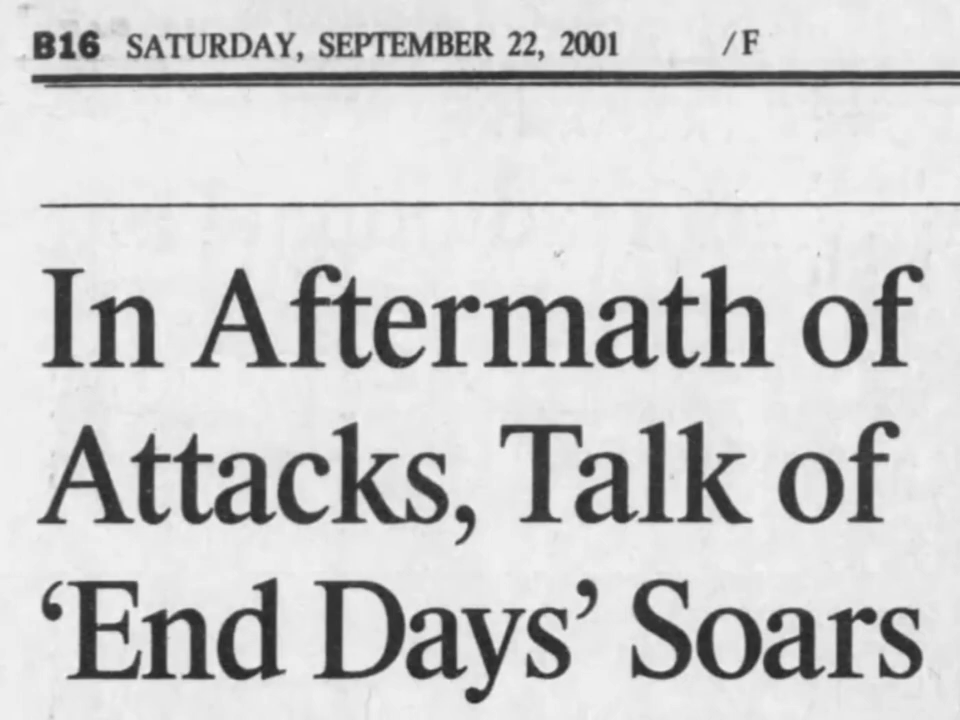 B16 SATURDAY, SEPTEMBER 22, 2001 /F
In Aftermath of
Attacks, Talk of
‘End Days’ Soars